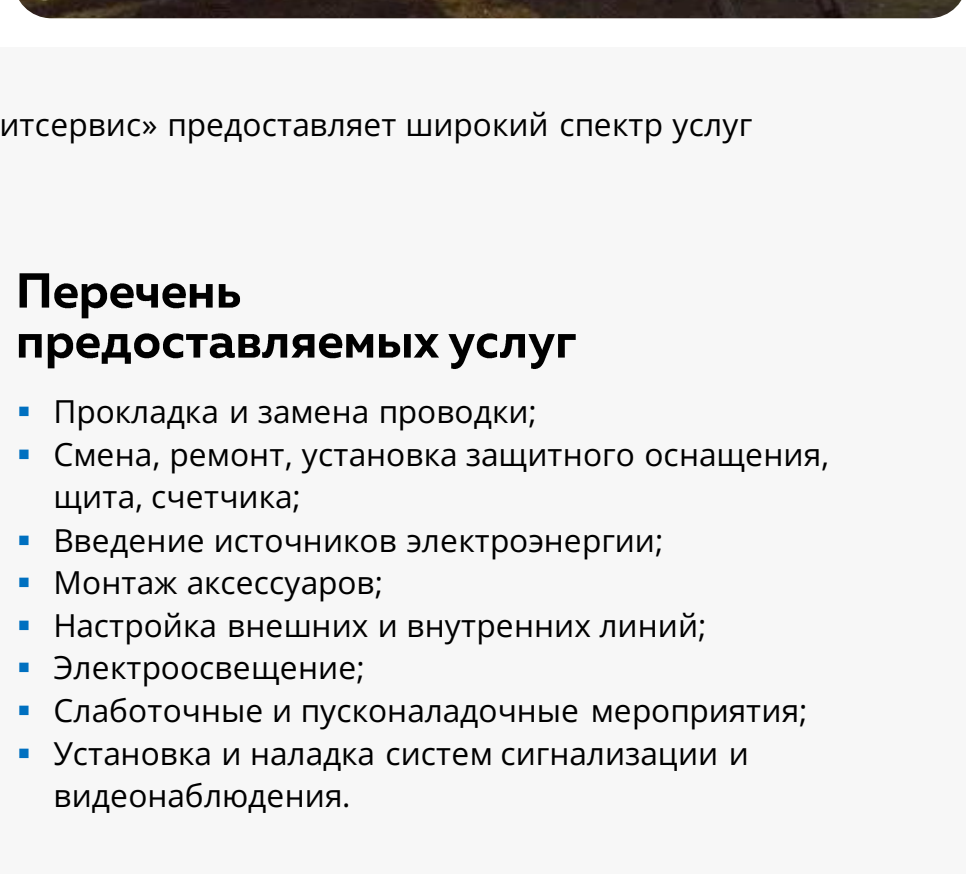 итсервис» предоставляет широкий спектр услуг
Перечень
предоставляемых услуг
▪ Прокладка и замена проводки;
▪ Смена, ремонт, установка защитного оснащения,
щита, счетчика;
▪ Введение источников электроэнергии;
▪ Монтаж аксессуаров;
▪ Настройка внешних и внутренних линий;
▪ Электроосвещение;
▪ Слаботочные и пусконаладочные мероприятия;
▪ Установка и наладка систем сигнализации и
видеонаблюдения.